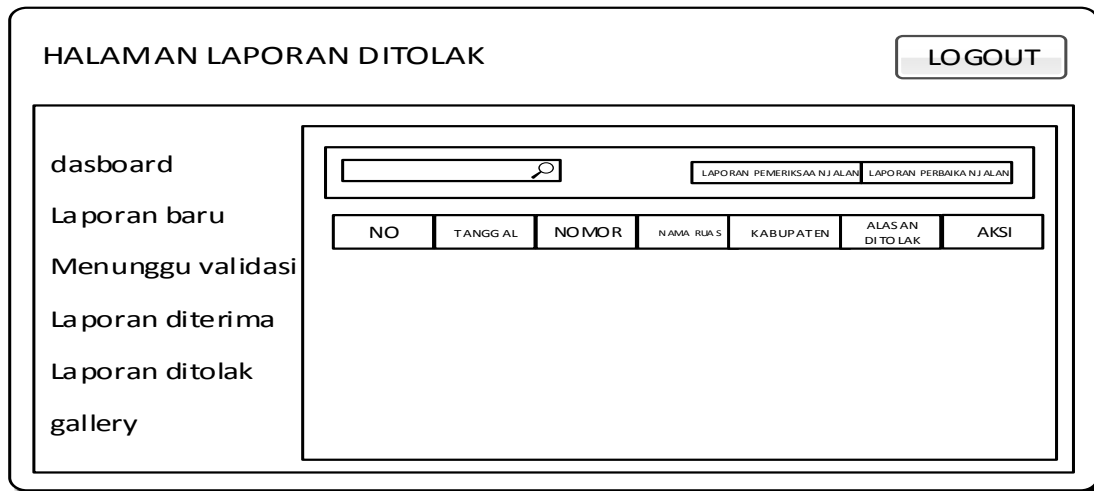 HALAMAN LAPORAN DITOLAK
LOGOUT
dasboard
Laporan baru
Menunggu validasi
Laporan diterima
Laporan ditolak
gallery
LAPORAN PEMERIKSAAN JALAN
LAPORAN PERBAIKAN JALAN
NO
TANGGAL
NOMOR
NAMA RUAS
KABUPATEN
ALASAN
DITOLAK
AKSI